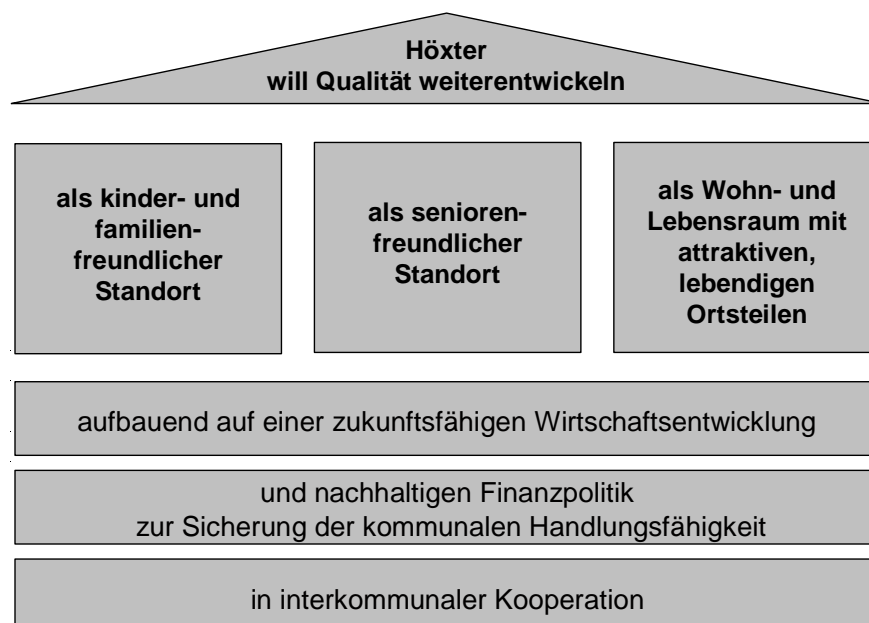 Höxter
will Qualität weiterentwickeln
als kinder- und
familien-
freundlicher
Standort
als senioren-
freundlicher
Standort
als Wohn- und
Lebensraum mit
attraktiven,
lebendigen
Ortsteilen
aufbauend auf einer zukunftsfähigen Wirtschaftsentwicklung
und nachhaltigen Finanzpolitik
zur Sicherung der kommunalen Handlungsfähigkeit
in interkommunaler Kooperation